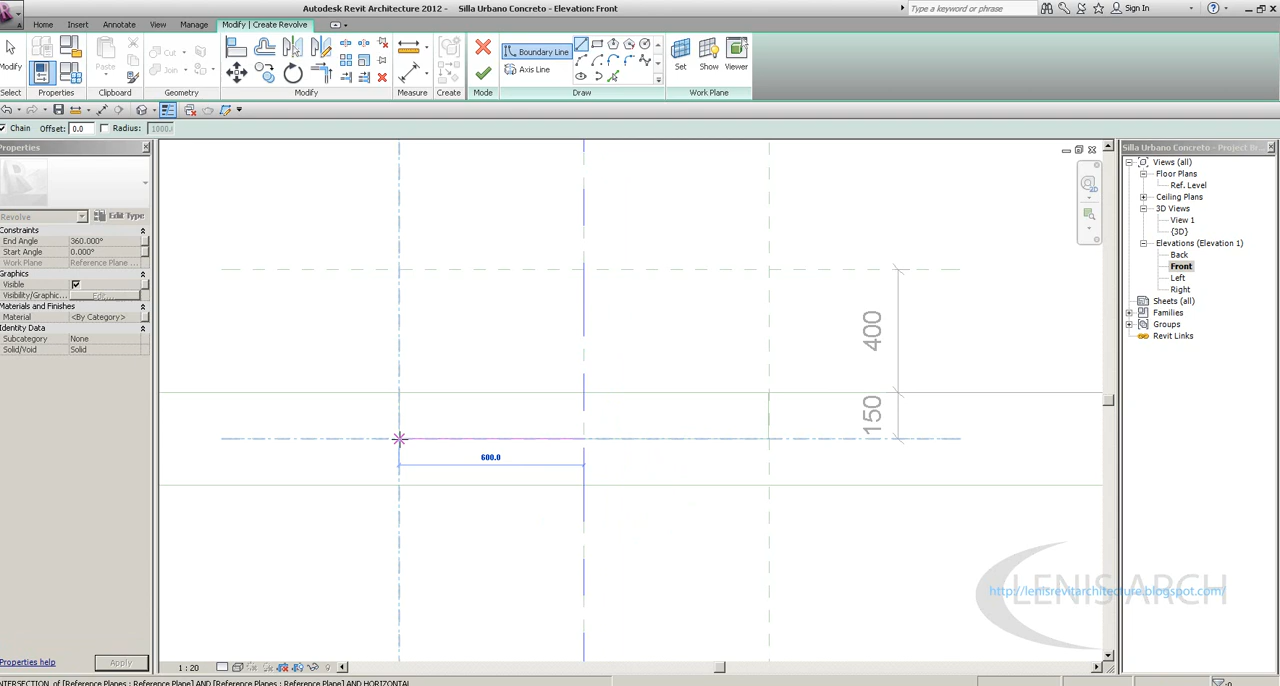 Autodesk Revit Architecture 2012 - Silla Urbano Concreto - Elevation: Front
Type a keyword or phrase
Sign In
Home Insert Annotate View Manage Modify | Create Revolve
Modify
Paste
Cut
Join
Boundary Line
Axis Line
Set Show Viewer
Select Properties Clipboard Geometry Modify Measure Create Mode Draw Work Plane
Chain Offset: 0.0 Radius:
Properties
Revolve
Edit Type
Constraints
End Angle 360.000°
Start Angle 0.000°
Work Plane Reference Plane ...
Graphics
Visible
Visibility/Graphic... Edit...
Materials and Finishes
Material <By Category>
Identity Data
Subcategory None
Solid/Void Solid
Properties help
Apply
400
150
600.0
Silla Urbano Concreto - Project Br...
Views (all)
Floor Plans
Ref. Level
Ceiling Plans
3D Views
View 1
{3D}
Elevations (Elevation 1)
Back
Front
Left
Right
Sheets (all)
Families
Groups
Revit Links
LENIS ARCH
http://lenisrevitarchitecture.blogspot.com/
1 : 20
INTERSECTION of [Reference Planes : Reference Plane] AND [Reference Planes : Reference Plane] AND HORIZONTAL